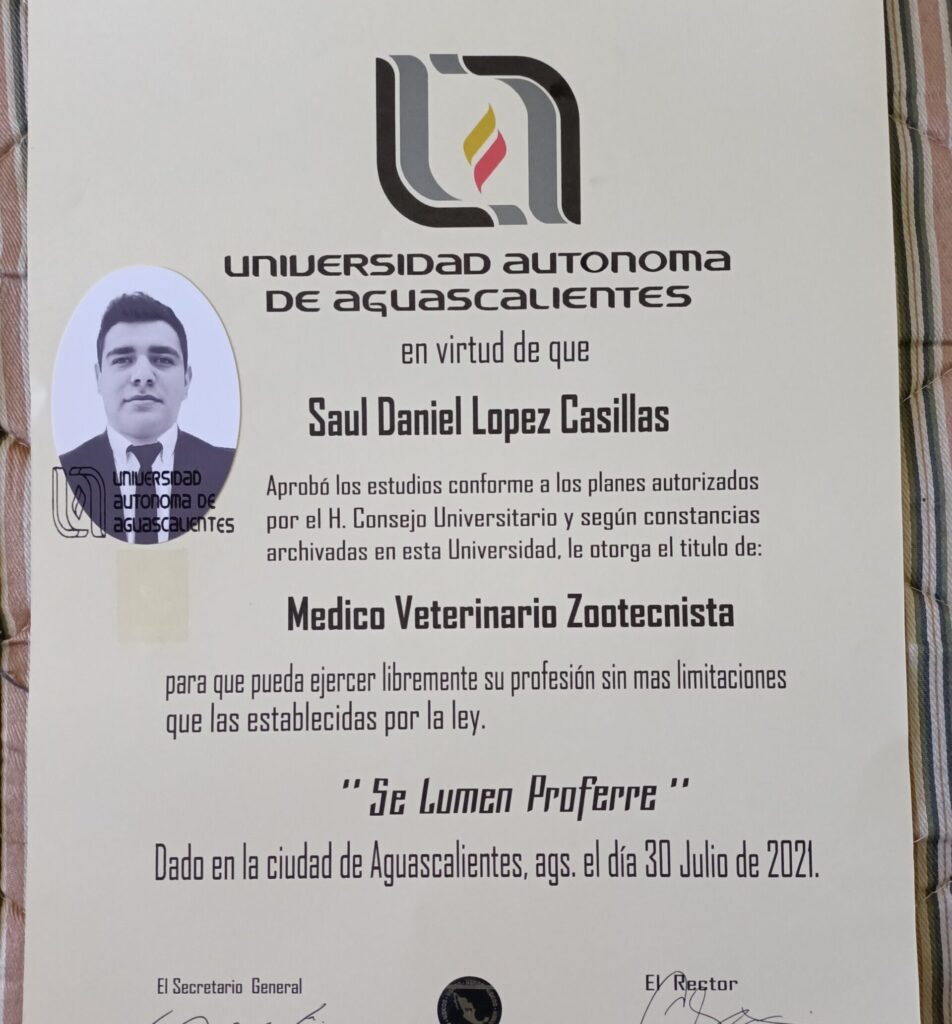 UNIVERSIDAD AUTONOMA
DE AGUASCALIENTES
en virtud de que
Saul Daniel Lopez Casillas
UNIVERSIDAD
AUTONOMA DE
AGUASCALIENTES
Aprobó los estudios conforme a los planes autorizados
por el H. Consejo Universitario y según constancias
archivadas en esta Universidad, le otorga el titulo de:
Medico Veterinario Zootecnista
para que pueda ejercer libremente su profesión sin mas limitaciones
que las establecidas por la ley.
'' Se Lumen Proferre ''
Dado en la ciudad de Aguascalientes, ags. el día 30 Julio de 2021.
El Secretario General
El Rector